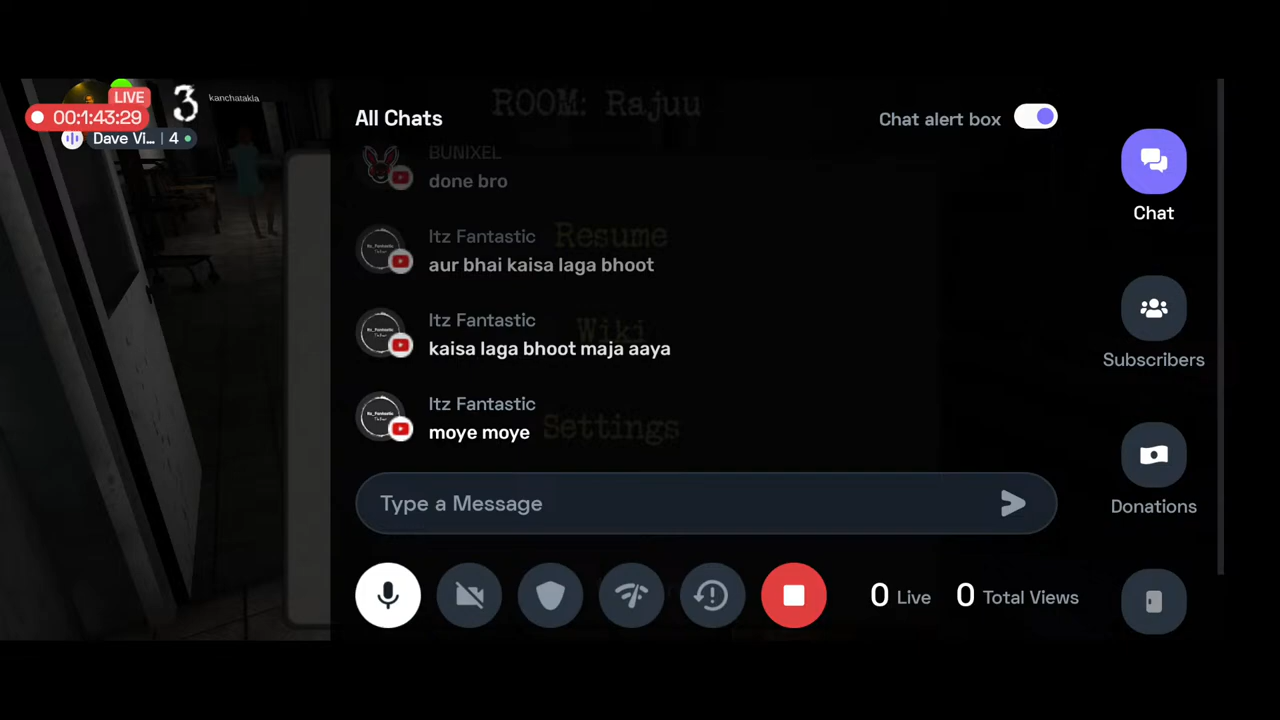 LIVE
00:1:43:29
3
kanchatakla
Dave Vi... | 4
ROOM: Rajuu
All Chats
Chat alert box
BUNIXEL
done bro
Itz Fantastic
aur bhai kaisa laga bhoot
Resume
Itz Fantastic
kaisa laga bhoot maja aaya
Wiki
Itz Fantastic
moye moye
Settings
Type a Message
Chat
Subscribers
Donations
0 Live
0 Total Views